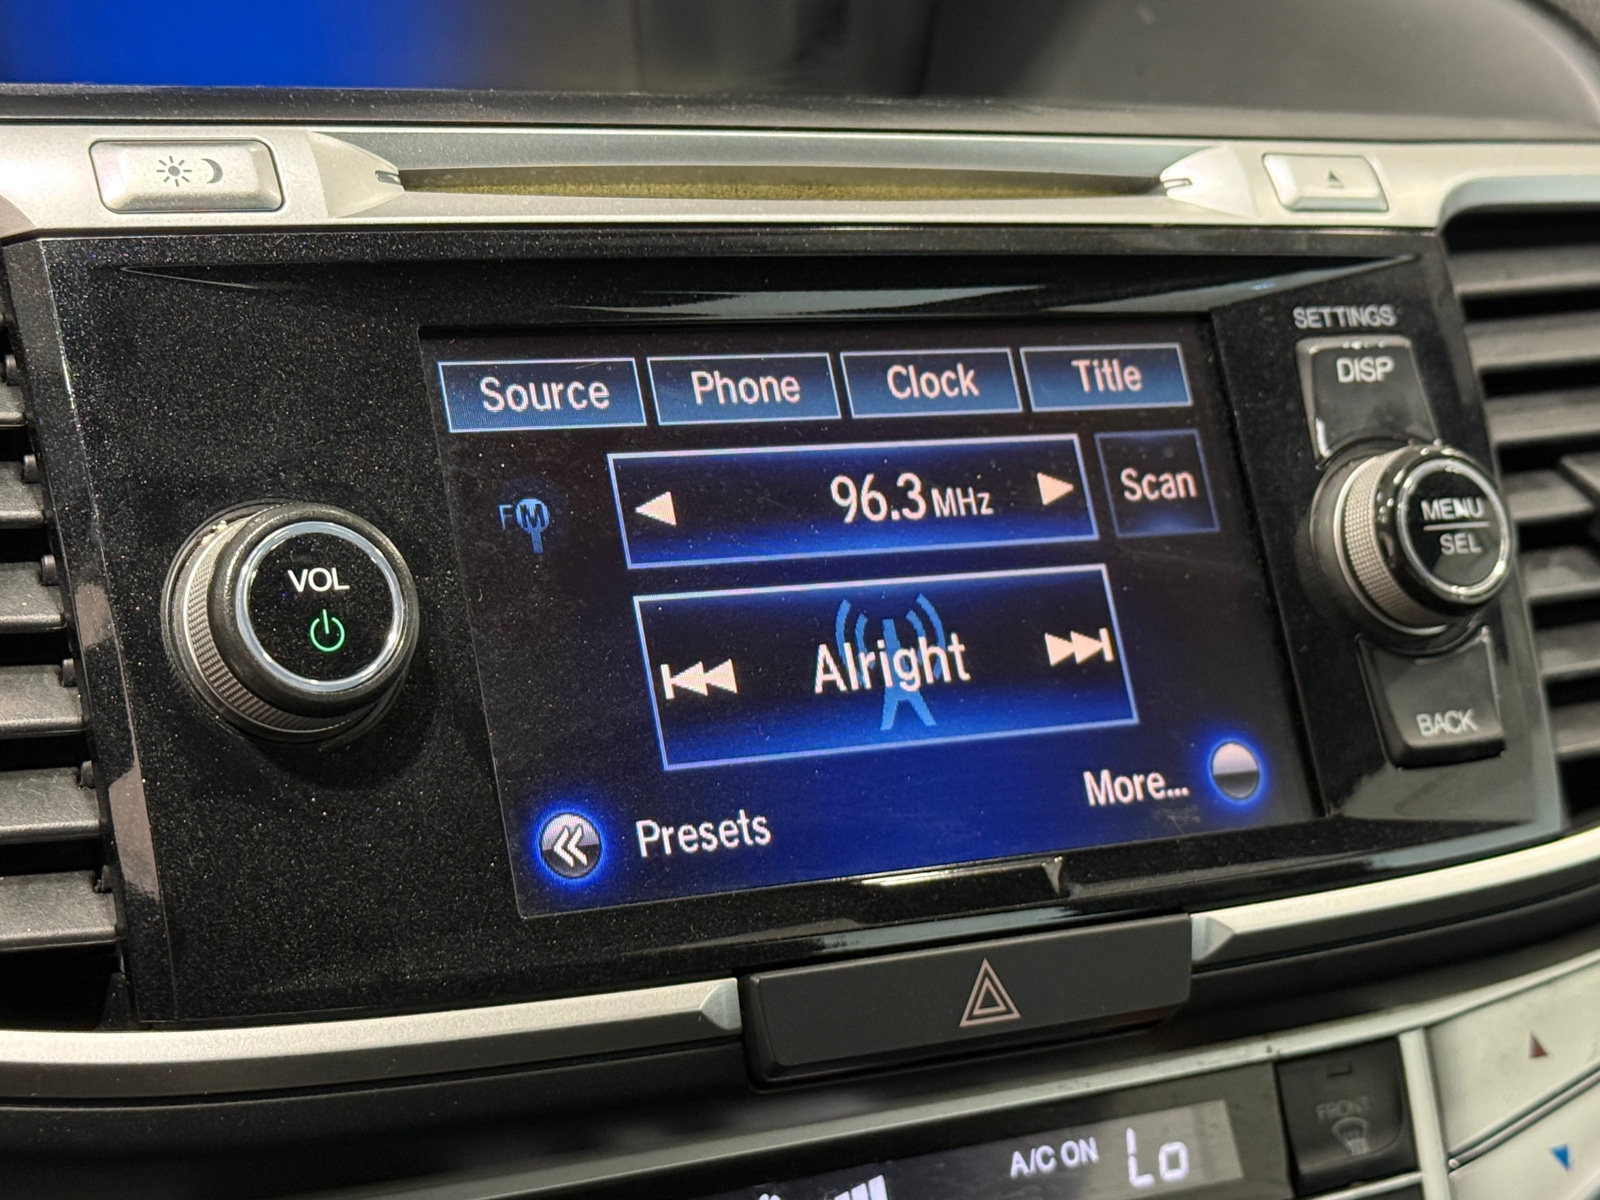 SETTINGS
DISP
Source Phone Clock Title
FM
96.3 MHz
Scan
MENU
SEL
VOL
Alright
BACK
More...
Presets
A/C ON Lo
FRONT